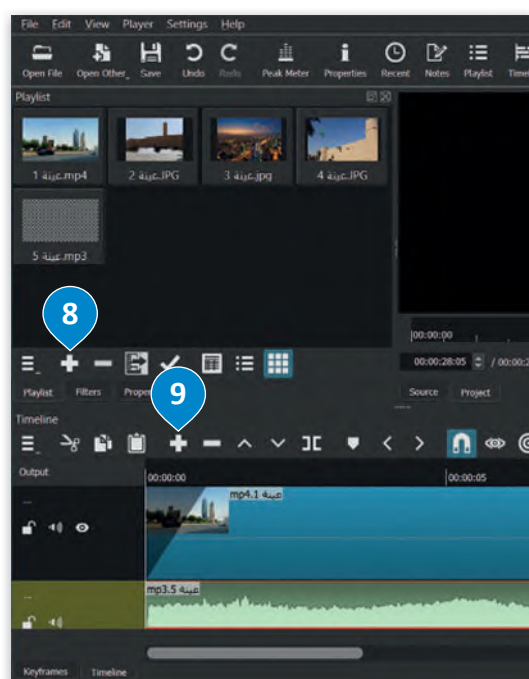 File Edit View Player Settings Help
Open File Open Other... Save Undo Redo Peak Meter Properties Recent Notes Playlist
Playlist
عينة 1.mp4 عينة 2.JPG عينة 3.jpg عينة 4.JPG
عينة 5.mp3
8
00:00:00
00:00:28:05
Playlist Filters
Source Project
9
Timeline
Output
00:00:00 00:00:05
عينة 1.mp4
عينة 5.mp3
Keyframes Timeline